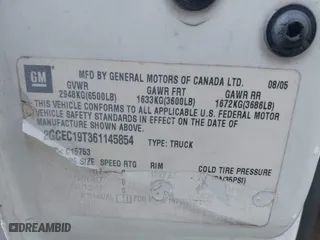 GM
MFD BY GENERAL MOTORS OF CANADA LTD. 08/05
GVWR GAWR FRT GAWR RR
2948KG(6500LB) 1633KG(3600LB) 1672KG(3686LB)
THIS VEHICLE CONFORMS TO ALL APPLICABLE U.S. FEDERAL MOTOR
VEHICLE SAFETY STANDARDS IN EFFECT ON THE DATE OF
MANUFACTURE SHOWN ABOVE.
2GCEC19T361145854 TYPE: TRUCK
C15753
SIZE SPEED RTG RIM COLD TIRE PRESSURE
(35PSI)